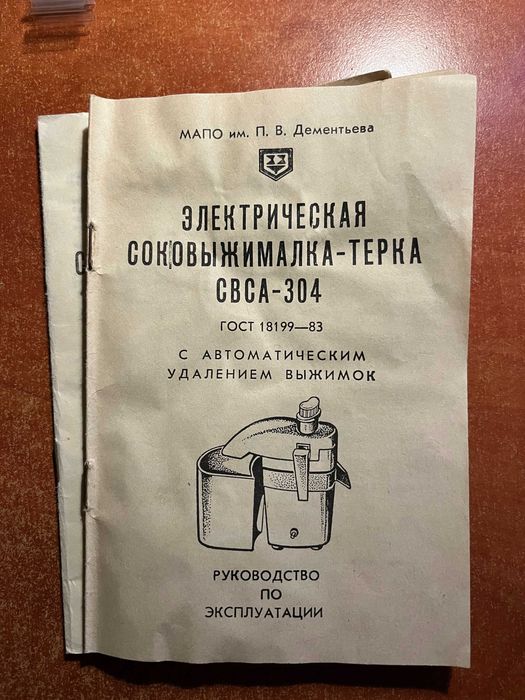 МАПО им. П. В. Дементьева
ЭЛЕКТРИЧЕСКАЯ
СОКОВЫЖИМАЛКА-ТЕРКА
СВСА-304
ГОСТ 18199—83
С АВТОМАТИЧЕСКИМ
УДАЛЕНИЕМ ВЫЖИМОК
РУКОВОДСТВО
ПО
ЭКСПЛУАТАЦИИ